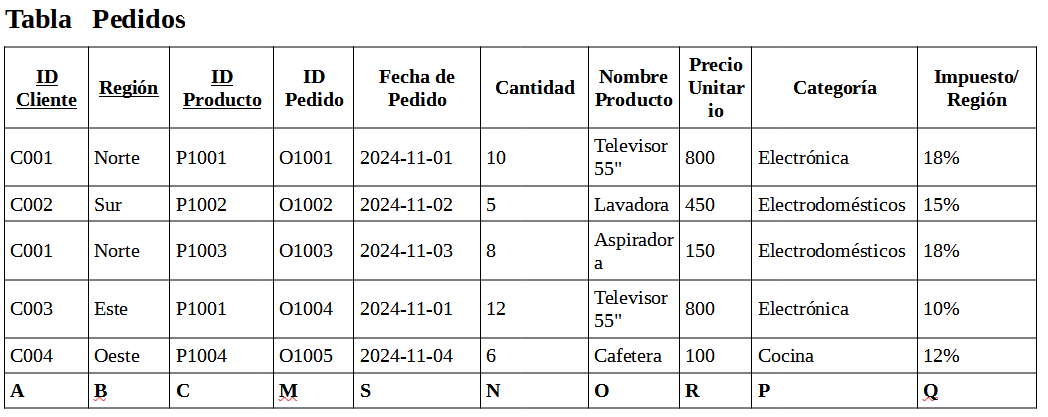 Tabla Pedidos
ID Cliente Región ID Producto ID Pedido Fecha de Pedido Cantidad Nombre Producto Precio Unitario Categoría Impuesto/Región
C001 Norte P1001 O1001 2024-11-01 10 Televisor 55" 800 Electrónica 18%
C002 Sur P1002 O1002 2024-11-02 5 Lavadora 450 Electrodomésticos 15%
C001 Norte P1003 O1003 2024-11-03 8 Aspiradora 150 Electrodomésticos 18%
C003 Este P1001 O1004 2024-11-01 12 Televisor 55" 800 Electrónica 10%
C004 Oeste P1004 O1005 2024-11-04 6 Cafetera 100 Cocina 12%
A B C M S N O R P Q